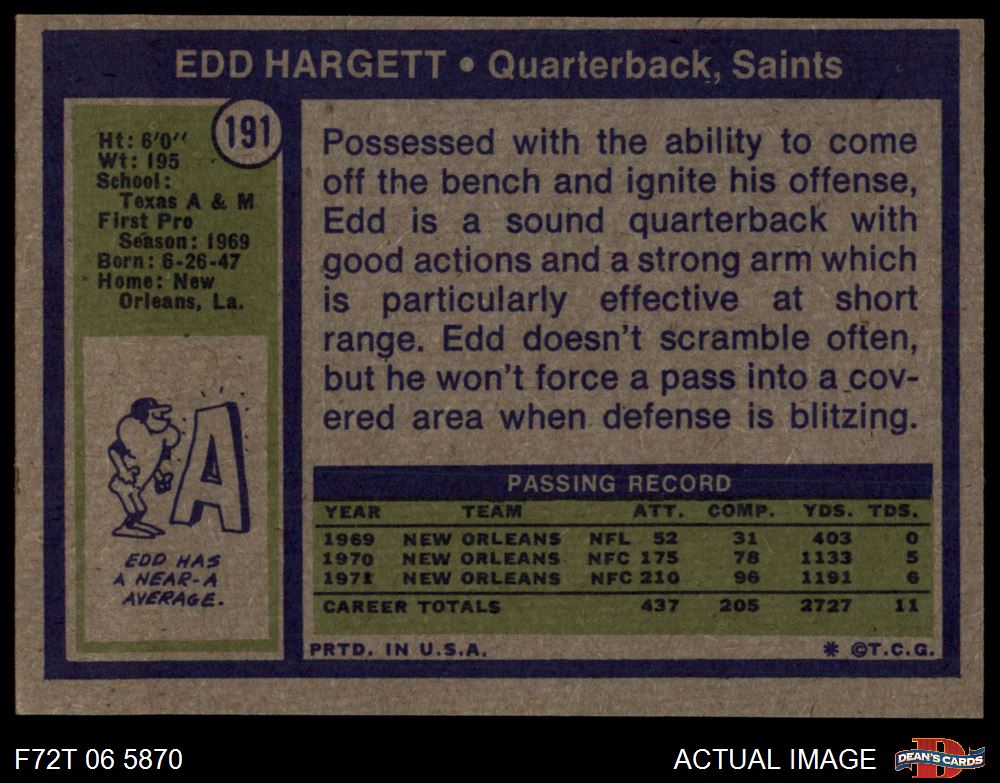 EDD HARGETT • Quarterback, Saints
191
Ht: 6'0"
Wt: 195
School:
Texas A & M
First Pro
Season: 1969
Born: 6-26-47
Home: New
Orleans, La.
Possessed with the ability to come
off the bench and ignite his offense,
Edd is a sound quarterback with
good actions and a strong arm which
is particularly effective at short
range. Edd doesn't scramble often,
but he won't force a pass into a cov-
ered area when defense is blitzing.
A
EDD HAS
A NEAR-A
AVERAGE.
PASSING RECORD
YEAR TEAM ATT. COMP. YDS. TDS.
1969 NEW ORLEANS NFL 52 31 403 0
1970 NEW ORLEANS NFC 175 78 1133 5
1971 NEW ORLEANS NFC 210 96 1191 6
CAREER TOTALS 437 205 2727 11
PRTD. IN U.S.A. * ©T.C.G.
F72T 06 5870
ACTUAL IMAGE
D
DEAN'S CARDS